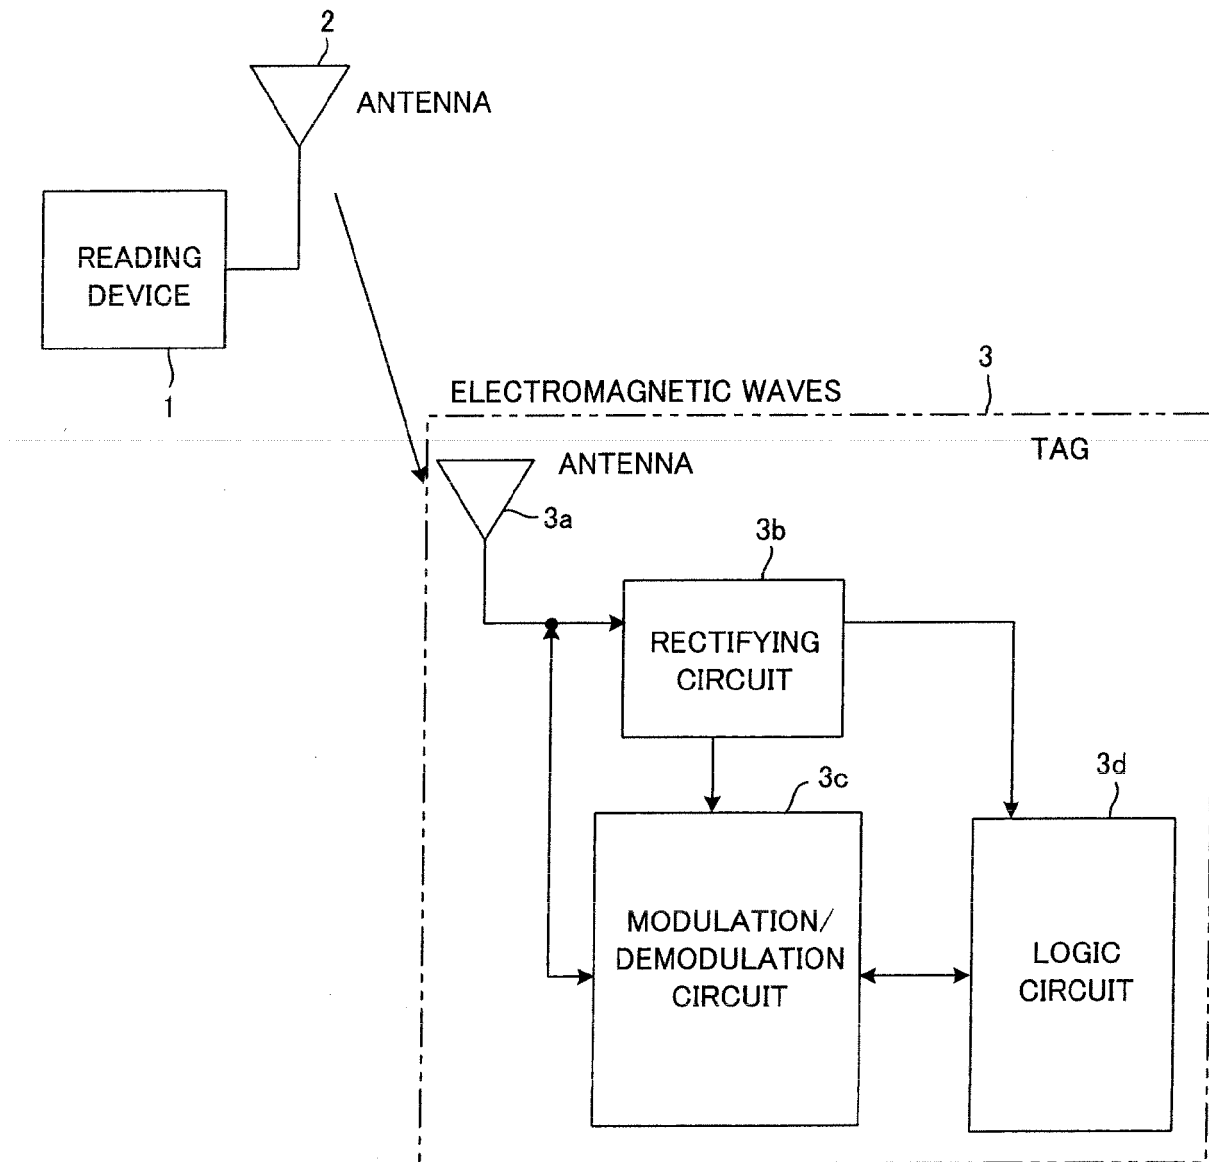 2
ANTENNA
READING
DEVICE
1
ELECTROMAGNETIC WAVES
3
TAG
ANTENNA
3a
3b
RECTIFYING
CIRCUIT
3c
3d
MODULATION/
DEMODULATION
CIRCUIT
LOGIC
CIRCUIT